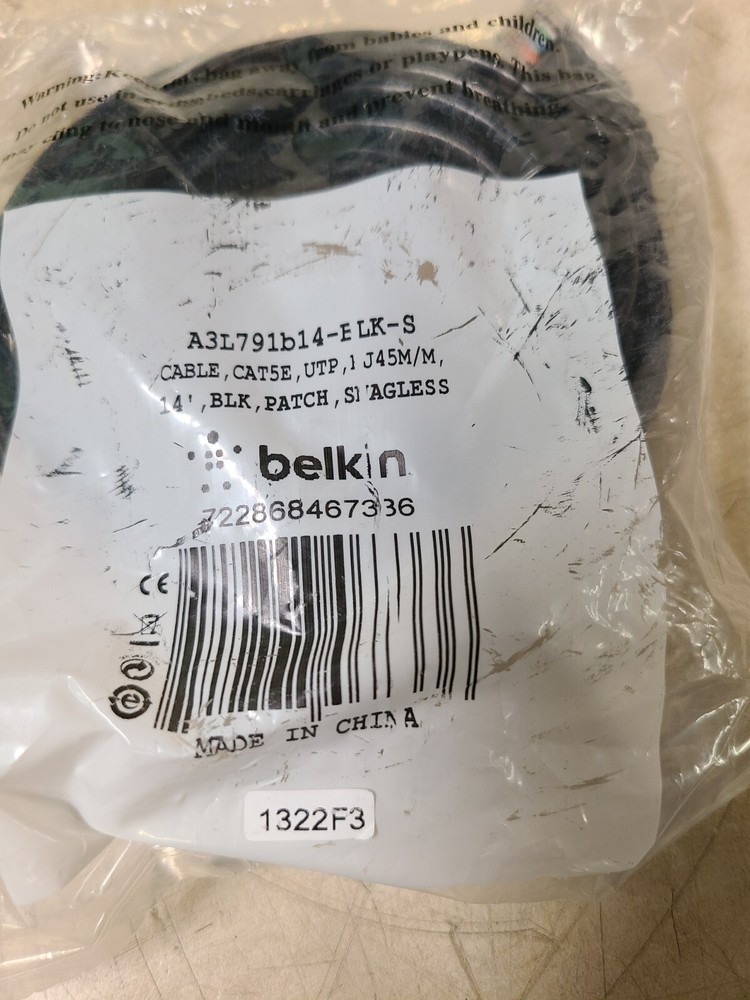 Warning: Keep this bag away from babies and children.
Do not use in cribs, beds, carriages or playpens. This bag
may cling to nose and mouth and prevent breathing.
A3L791b14-BLK-S
CABLE,CAT5E,UTP,RJ45M/M,
14',BLK,PATCH,SNAGLESS
belkin
722868467336
CE
MADE IN CHINA
1322F3